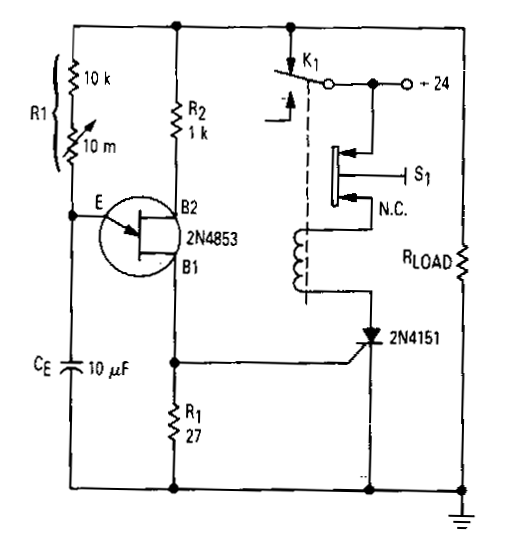 K1
+ 24
R1
10 k
10 m
R2
1 k
S1
N.C.
E
B2
2N4853
B1
RLOAD
2N4151
CE
10 μF
R1
27